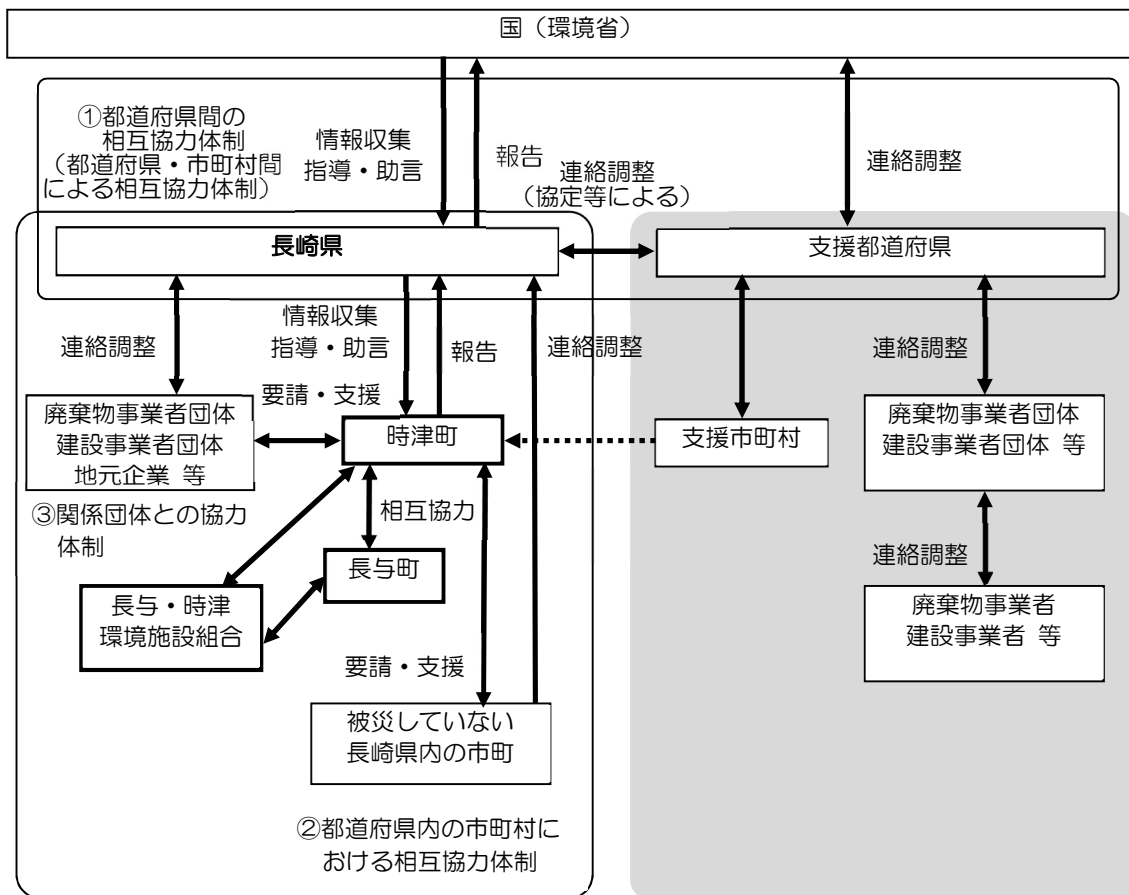 国（環境省）
①都道府県間の
相互協力体制
（都道府県・市町村間
による相互協力体制）
情報収集
指導・助言
報告
連絡調整
（協定等による）
連絡調整
長崎県
支援都道府県
連絡調整
情報収集
指導・助言
報告
連絡調整
連絡調整
要請・支援
廃棄物事業者団体
建設事業者団体
地元企業 等
時津町
支援市町村
廃棄物事業者団体
建設事業者団体 等
③関係団体との協力
体制
相互協力
連絡調整
長与町
長与・時津
環境施設組合
廃棄物事業者
建設事業者 等
要請・支援
被災していない
長崎県内の市町
②都道府県内の市町村に
おける相互協力体制